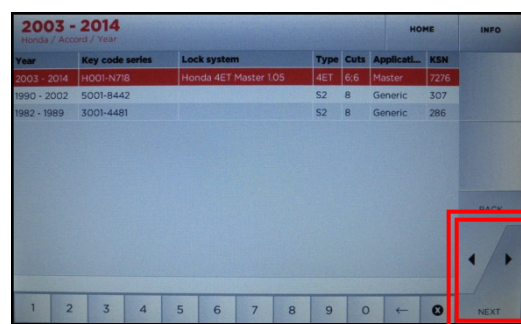 2003 - 2014
Honda / Accord / Year
HOME
INFO
Year Key code series Lock system Type Cuts Applicati... KSN
2003 - 2014 H001-N718 Honda 4ET Master 1.05 4ET 6:6 Master 7276
1990 - 2002 5001-8442 S2 8 Generic 307
1982 - 1989 3001-4481 S2 8 Generic 286
BACK
1 2 3 4 5 6 7 8 9 0 ←
NEXT